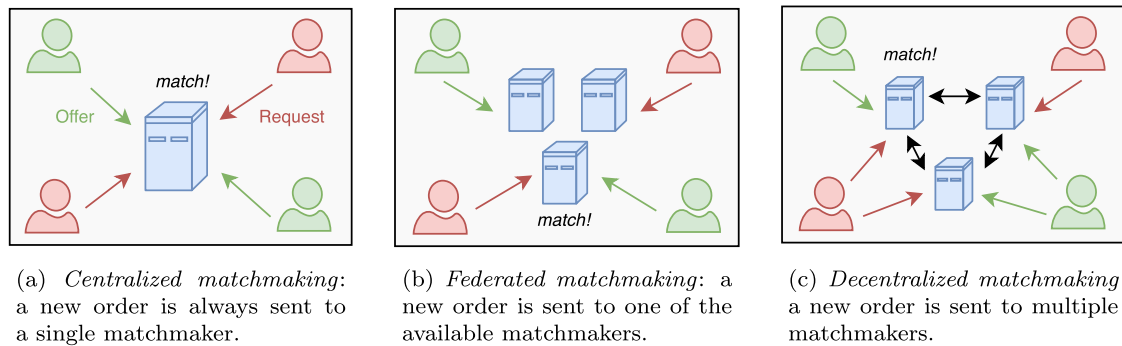 match!
Offer
Request
(a) Centralized matchmaking:
a new order is always sent to
a single matchmaker.
match!
(b) Federated matchmaking: a
new order is sent to one of the
available matchmakers.
match!
(c) Decentralized matchmaking
a new order is sent to multiple
matchmakers.